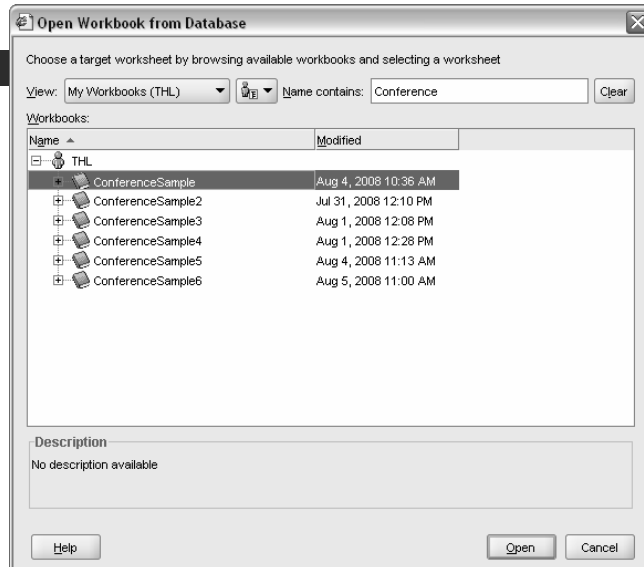 Open Workbook from Database
Choose a target worksheet by browsing available workbooks and selecting a worksheet
View: My Workbooks (THL) Name contains: Conference Clear
Workbooks:
Name Modified
THL
ConferenceSample Aug 4, 2008 10:36 AM
ConferenceSample2 Jul 31, 2008 12:10 PM
ConferenceSample3 Aug 1, 2008 12:08 PM
ConferenceSample4 Aug 1, 2008 12:28 PM
ConferenceSample5 Aug 4, 2008 11:13 AM
ConferenceSample6 Aug 5, 2008 11:00 AM
Description
No description available
Help Open Cancel